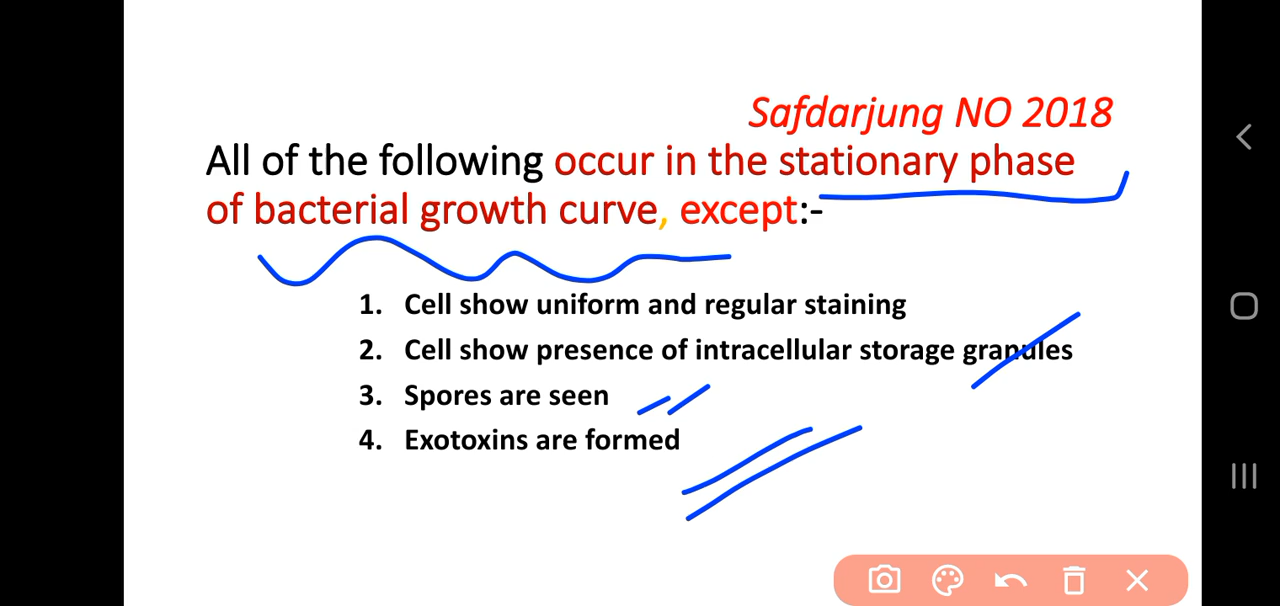 Safdarjung NO 2018
All of the following occur in the stationary phase
of bacterial growth curve, except:-
1. Cell show uniform and regular staining
2. Cell show presence of intracellular storage granules
3. Spores are seen
4. Exotoxins are formed